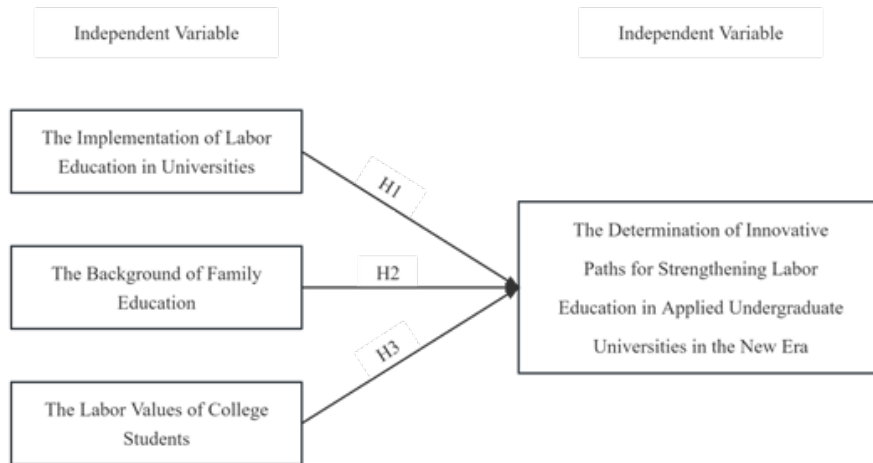 Independent Variable
Independent Variable
The Implementation of Labor
Education in Universities
H1
The Background of Family
Education
H2
The Labor Values of College
Students
H3
The Determination of Innovative
Paths for Strengthening Labor
Education in Applied Undergraduate
Universities in the New Era